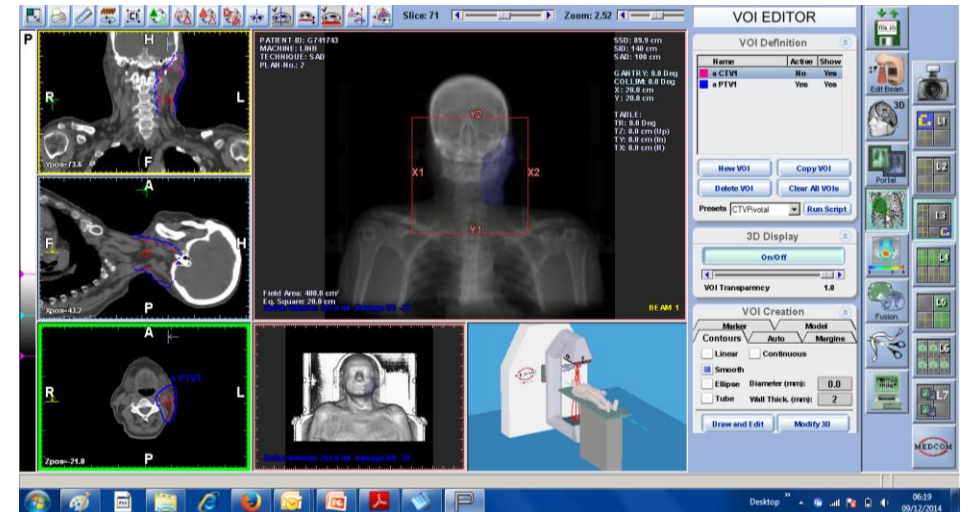 Slice: 71
Zoom: 2.52
VOI EDITOR
P
H
R
L
F
Ypos=-73.6
A
F
H
P
Xpos=-43.2
A
a PTV1
R
L
P
Zpos=-21.0
PATIENT ID: G741743
MACHINE: LINB
TECHNIQUE: SAD
PLAN-No.: 2
SSD: 89.9 cm
SID: 140 cm
SAD: 100 cm
GANTRY: 0.0 Deg
COLLIM: 0.0 Deg
X: 20.0 cm
Y: 20.0 cm
TABLE:
TR: 0.0 Deg
TZ: 0.0 cm (Up)
TY: 0.0 cm (In)
TX: 0.0 cm (R)
Y2
X1
X2
Y1
Field Area: 400.0 cm²
Eq. Square: 20.0 cm
BEAM 1
VOI Definition
Name Active Show
a CTV1 No Yes
a PTV1 Yes Yes
New VOI Copy VOI
Delete VOI Clear All VOIs
Presets CTVPivotal Run Script
3D Display
On/Off
VOI Transparency 1.0
VOI Creation
Marker Model
Contours Auto Margins
Linear Continuous
Smooth
Ellipse Diameter (mm): 0.0
Tube Wall Thick. (mm): 2
Draw and Edit Modify 3D
File I/O
Edit Beam
3D
Portal
Fusion
L1
L2
L3
L4
L5
L6
L7
MEDCOM
Desktop
06:19
09/12/2014